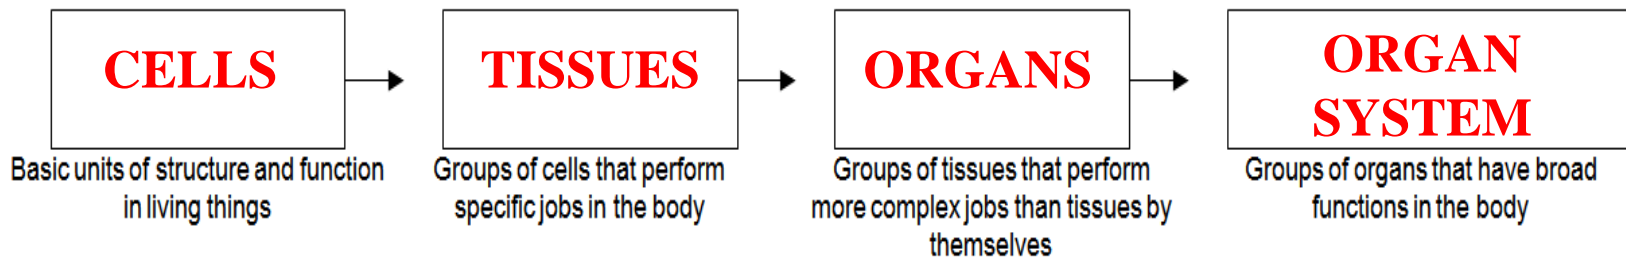 CELLS
Basic units of structure and function
in living things
TISSUES
Groups of cells that perform
specific jobs in the body
ORGANS
Groups of tissues that perform
more complex jobs than tissues by
themselves
ORGAN
SYSTEM
Groups of organs that have broad
functions in the body